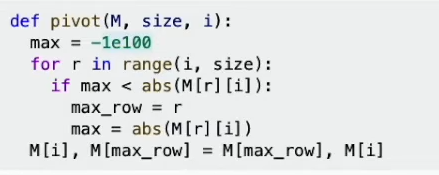 def pivot(M, size, i):
  max = -1e100
  for r in range(i, size):
    if max < abs(M[r][i]):
      max_row = r
      max = abs(M[r][i])
  M[i], M[max_row] = M[max_row], M[i]